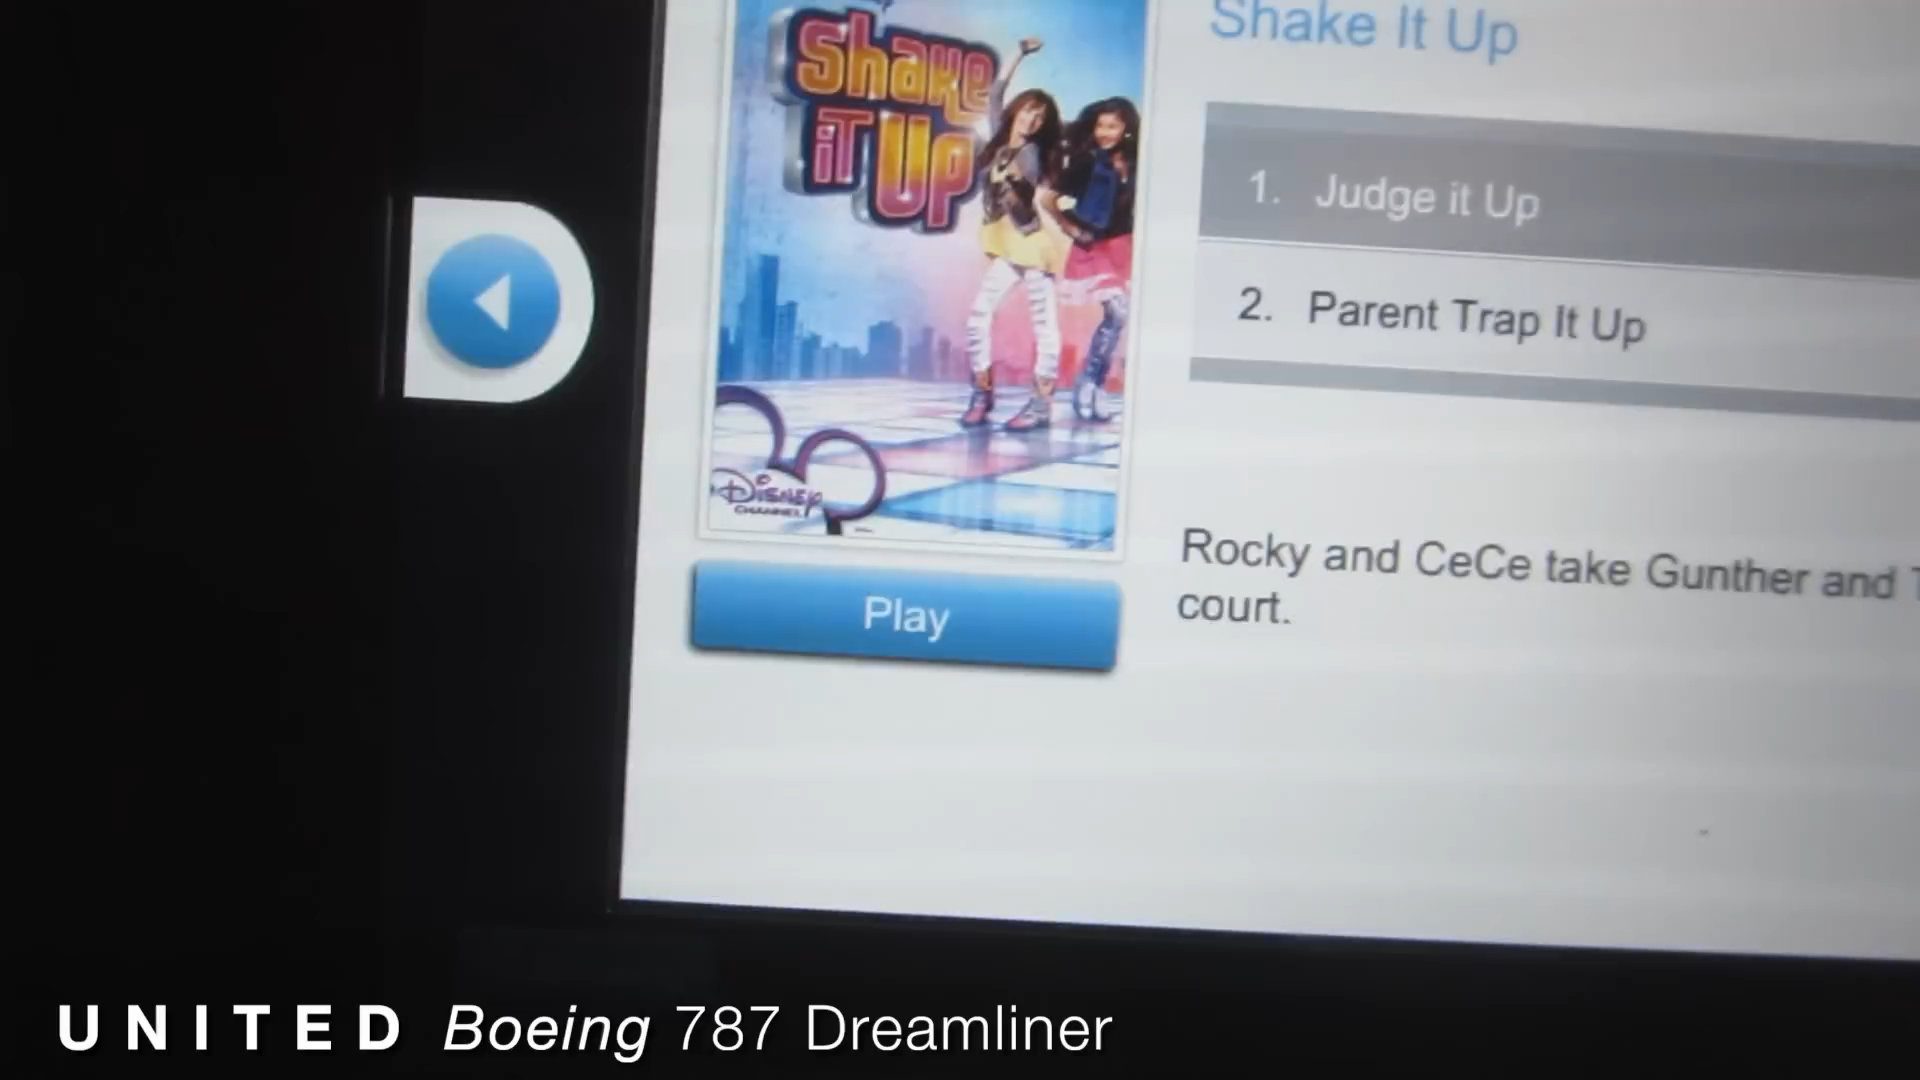 Shake
it Up
Disney
CHANNEL
Play
Shake It Up
1. Judge it Up
2. Parent Trap It Up
Rocky and CeCe take Gunther and
court.
UNITED Boeing 787 Dreamliner